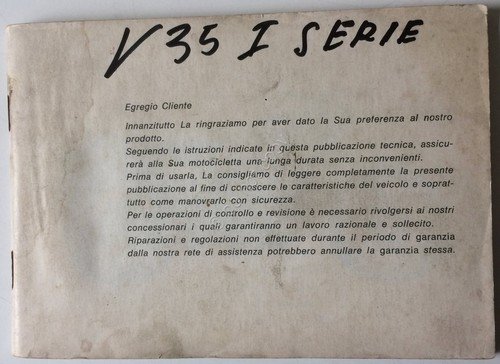 V 35 I SERIE
Egregio Cliente
Innanzitutto La ringraziamo per aver dato la Sua preferenza al nostro
prodotto.
Seguendo le istruzioni indicate in questa pubblicazione tecnica, assicu-
rerà alla Sua motocicletta una lunga durata senza inconvenienti.
Prima di usarla, La consigliamo di leggere completamente la presente
pubblicazione al fine di conoscere le caratteristiche del veicolo e soprat-
tutto come manovrarlo con sicurezza.
Per le operazioni di controllo e revisione è necessario rivolgersi ai nostri
concessionari i quali garantiranno un lavoro razionale e sollecito.
Riparazioni e regolazioni non effettuate durante il periodo di garanzia
dalla nostra rete di assistenza potrebbero annullare la garanzia stessa.